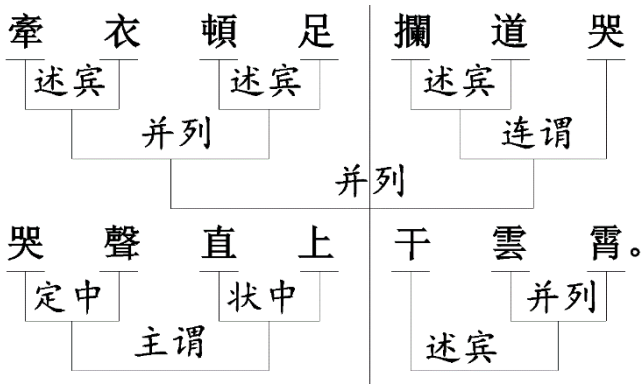 牽衣頓足 攔道哭
述宾 述宾 述宾
并列 连谓
并列
哭聲直上 干雲霄。
定中 状中 并列
主谓 述宾